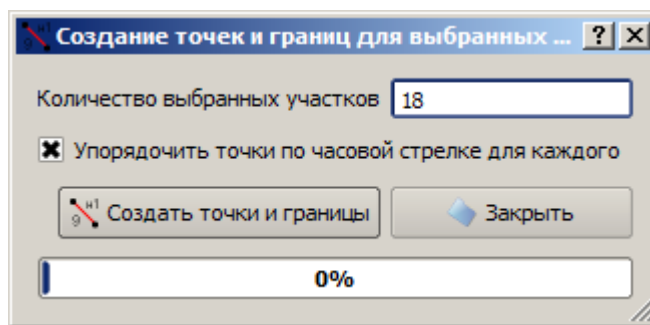 Создание точек и границ для выбранных ...
Количество выбранных участков 18
Упорядочить точки по часовой стрелке для каждого
Создать точки и границы Закрыть
0%